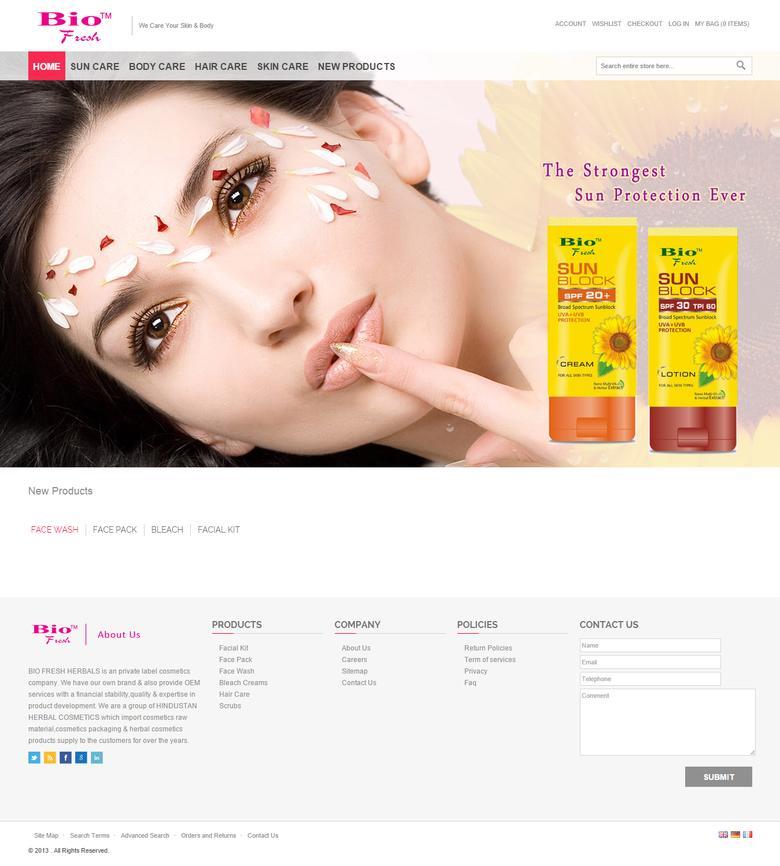 Bio™
Fresh
We Care Your Skin & Body
ACCOUNT WISHLIST CHECKOUT LOG IN MY BAG (0 ITEMS)
HOME SUN CARE BODY CARE HAIR CARE SKIN CARE NEW PRODUCTS
Search entire store here...
The Strongest
Sun Protection Ever
Bio™
Fresh
SUN
BLOCK
SPF 20+
Broad Spectrum Sunblock
UVA+UVB
PROTECTION
CREAM
FOR ALL SKIN TYPES
Bio™
Fresh
SUN
BLOCK
SPF 30 TPI 60
Broad Spectrum Sunblock
UVA+UVB
PROTECTION
LOTION
FOR ALL SKIN TYPES
New Products
FACE WASH FACE PACK BLEACH FACIAL KIT
Bio™
Fresh
About Us
BIO FRESH HERBALS is an private label cosmetics
company. We have our own brand & also provide OEM
services with a financial stability,quality & expertise in
product development. We are a group of HINDUSTAN
HERBAL COSMETICS which import cosmetics raw
material,cosmetics packaging & herbal cosmetics
products supply to the customers for over the years.
PRODUCTS
Facial Kit
Face Pack
Face Wash
Bleach Creams
Hair Care
Scrubs
COMPANY
About Us
Careers
Sitemap
Contact Us
POLICIES
Return Policies
Term of services
Privacy
Faq
CONTACT US
Name
Email
Telephone
Comment
SUBMIT
Site Map Search Terms Advanced Search Orders and Returns Contact Us
© 2013 . All Rights Reserved.